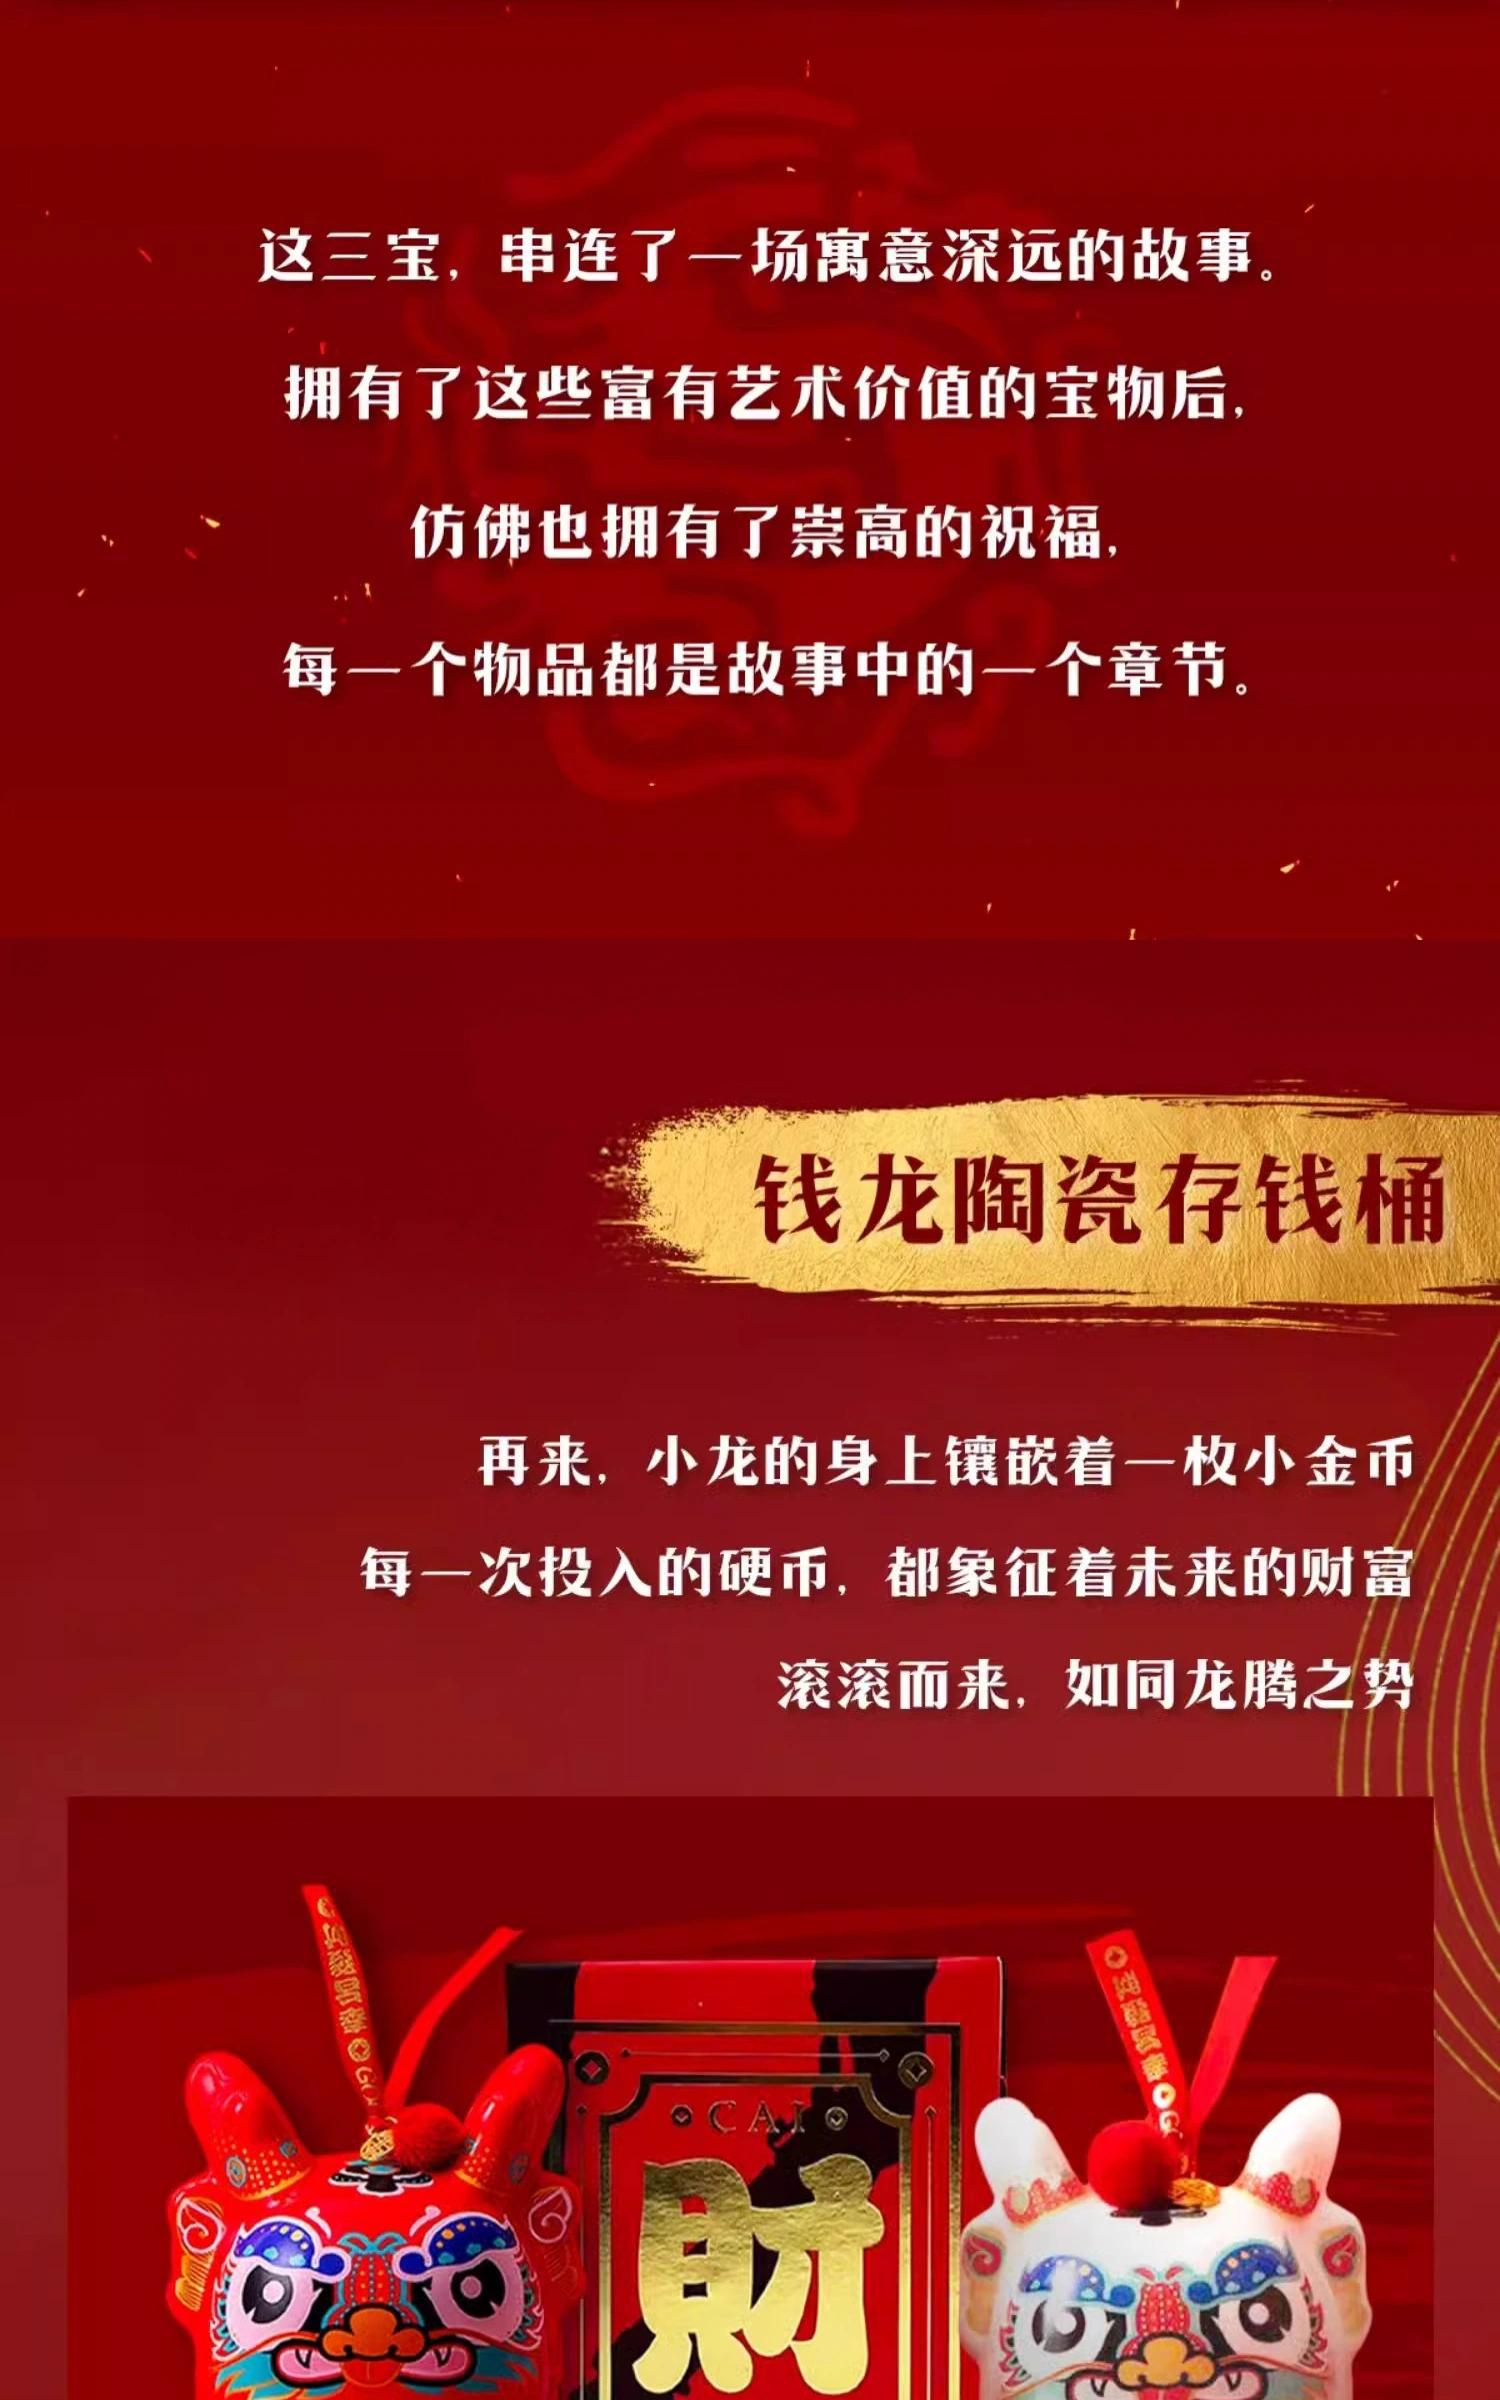 这三宝，串连了一场寓意深远的故事。
拥有了这些富有艺术价值的宝物后，
仿佛也拥有了崇高的祝福，
每一个物品都是故事中的一个章节。
钱龙陶瓷存钱桶
再来，小龙的身上镶嵌着一枚小金币
每一次投入的硬币，都象征着未来的财富
滚滚而来，如同龙腾之势
CAI
財